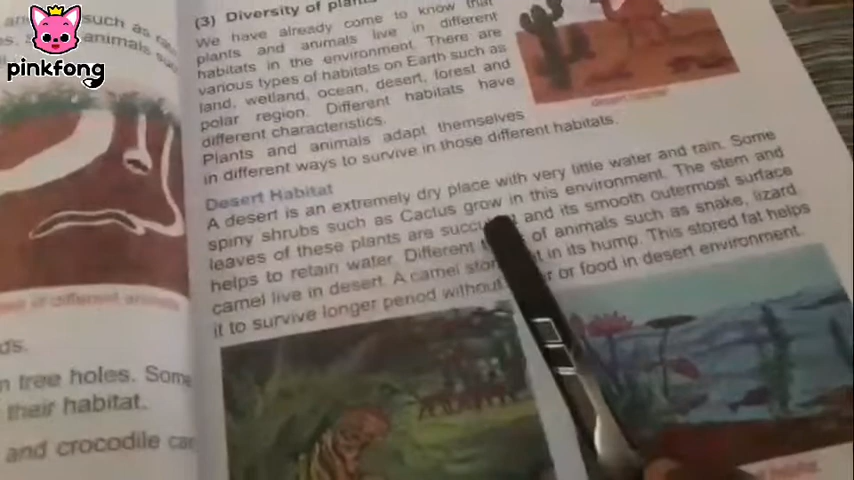 pinkfong
such as
animals
ds.
n tree holes. Some
their habitat.
and crocodile can
(3) Diversity of
We have already come to know that
plants and animals live in different
habitats in the environment. There are
various types of habitats on Earth such as
land, wetland, ocean, desert, forest and
polar region. Different habitats have
different characteristics.
Plants and animals adapt themselves
in different ways to survive in those different habitats.
Desert Habitat
A desert is an extremely dry place with very little water and rain. Some
spiny shrubs such as Cactus grow in this environment. The stem and
leaves of these plants are and its smooth outermost surface
helps to retain water. Different of animals such as snake, lizard
camel live in desert. A camel in its hump. This stored fat helps
it to survive longer period without or food in desert environment.